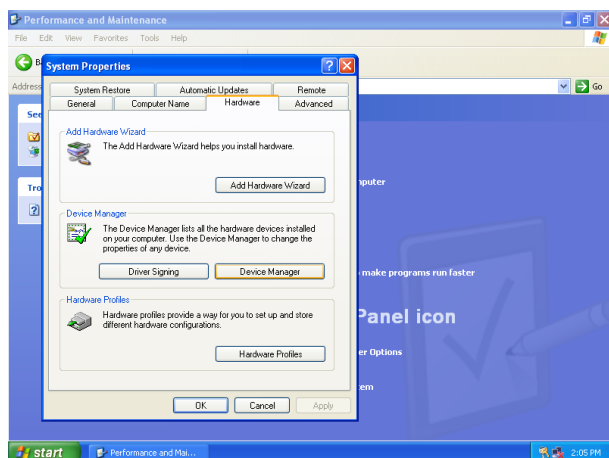 Performance and Maintenance
File Edit View Favorites Tools Help
Address
Go
System Properties
System Restore Automatic Updates Remote
General Computer Name Hardware Advanced
Add Hardware Wizard
The Add Hardware Wizard helps you install hardware.
Add Hardware Wizard
Device Manager
The Device Manager lists all the hardware devices installed
on your computer. Use the Device Manager to change the
properties of any device.
Driver Signing Device Manager
Hardware Profiles
Hardware profiles provide a way for you to set up and store
different hardware configurations.
Hardware Profiles
OK Cancel Apply
See
Tro
mputer
make programs run faster
Panel icon
er Options
em
start Performance and Mai... 2:05 PM